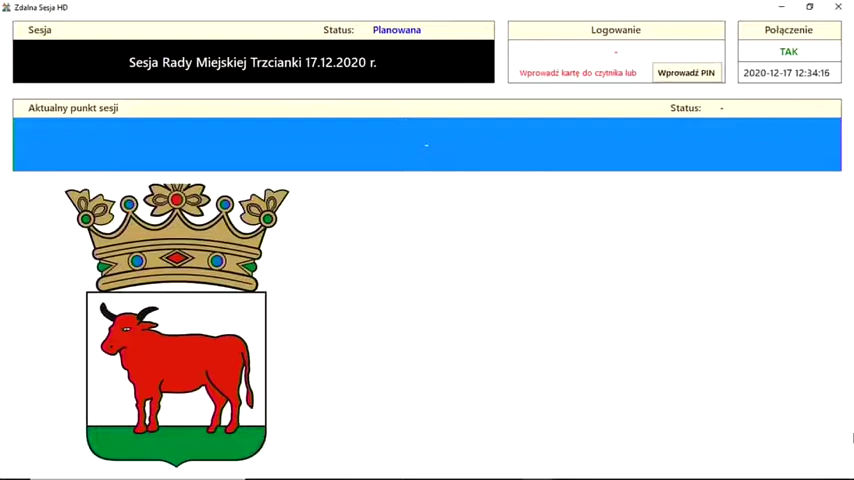 Zdalna Sesja HD
Sesja
Status: Planowana
Sesja Rady Miejskiej Trzcianki 17.12.2020 r.
Logowanie
-
Wprowadź kartę do czytnika lub
Wprowadź PIN
Połączenie
TAK
2020-12-17 12:34:16
Aktualny punkt sesji
Status: -
-